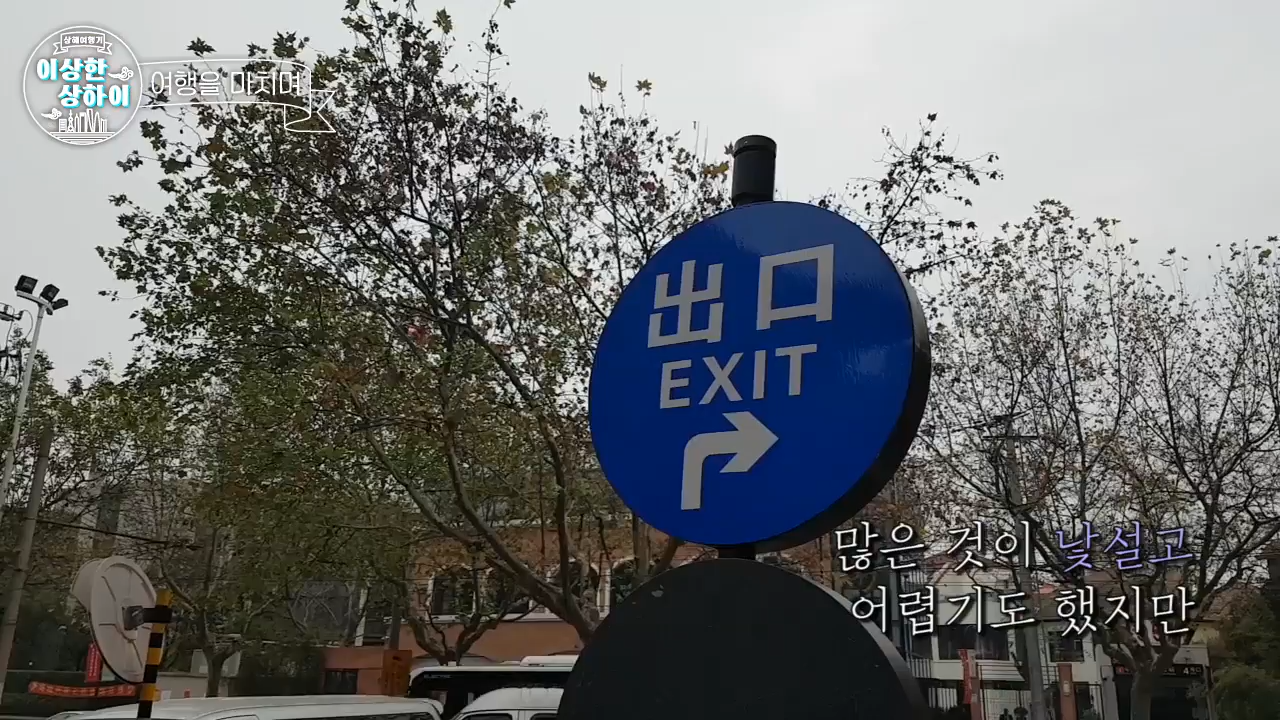 상해여행기
이상한
상하이
여행을 마치며
出口
EXIT
많은 것이 낯설고
어렵기도 했지만